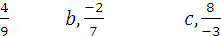 4/9 b, -2/7 c, 8/-3